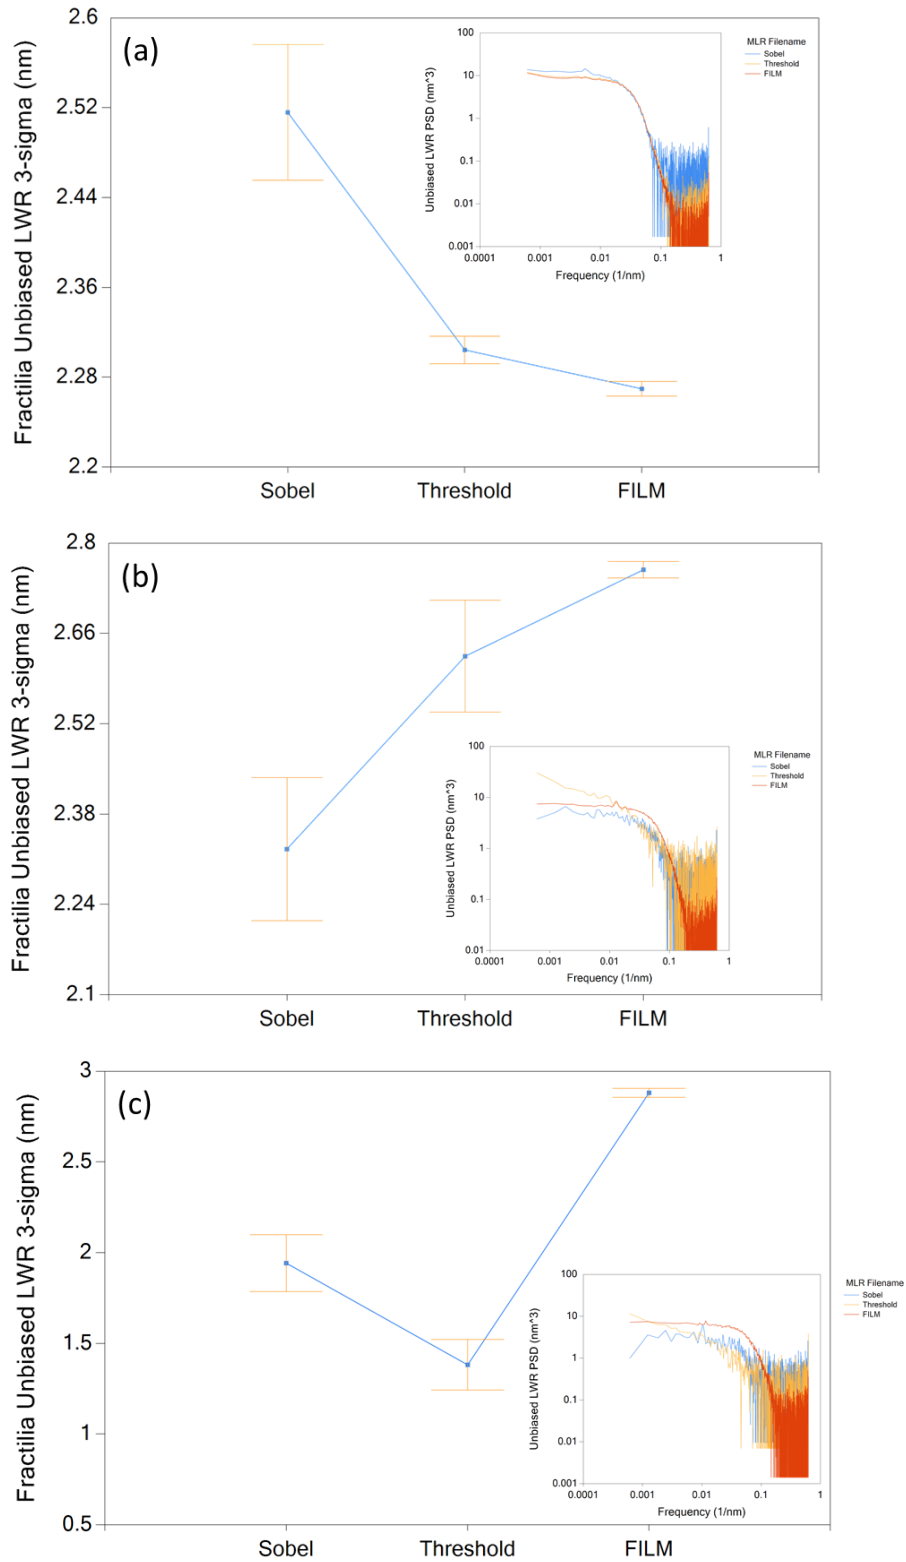 (a)
Fractilia Unbiased LWR 3-sigma (nm)
2.6
2.52
2.44
2.36
2.28
2.2
Sobel Threshold FILM
Unbiased LWR PSD (nm^3)
100
10
1
0.1
0.01
0.001
0.0001 0.001 0.01 0.1 1
Frequency (1/nm)
MLR Filename
Sobel
Threshold
FILM
(b)
Fractilia Unbiased LWR 3-sigma (nm)
2.8
2.66
2.52
2.38
2.24
2.1
Sobel Threshold FILM
Unbiased LWR PSD (nm^3)
100
10
1
0.1
0.01
0.0001 0.001 0.01 0.1 1
Frequency (1/nm)
MLR Filename
Sobel
Threshold
FILM
(c)
Fractilia Unbiased LWR 3-sigma (nm)
3
2.5
2
1.5
1
0.5
Sobel Threshold FILM
Unbiased LWR PSD (nm^3)
100
10
1
0.1
0.01
0.001
0.0001 0.001 0.01 0.1 1
Frequency (1/nm)
MLR Filename
Sobel
Threshold
FILM